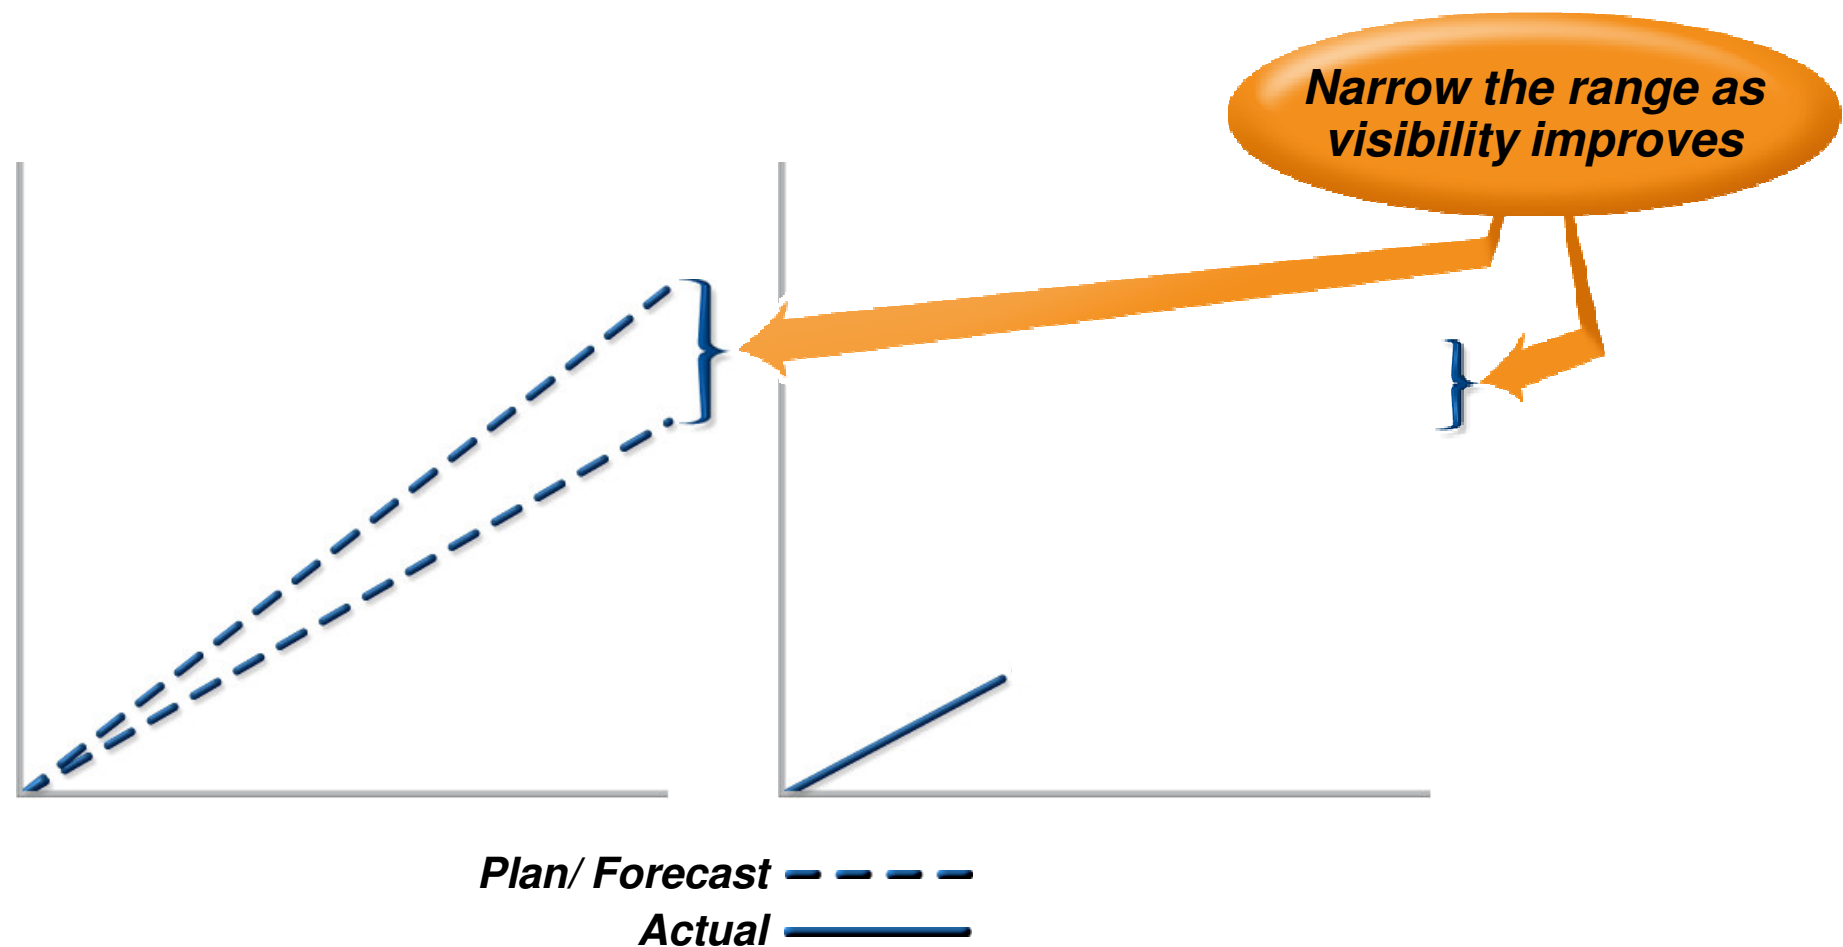 Narrow the range as
visibility improves
Plan/ Forecast
Actual